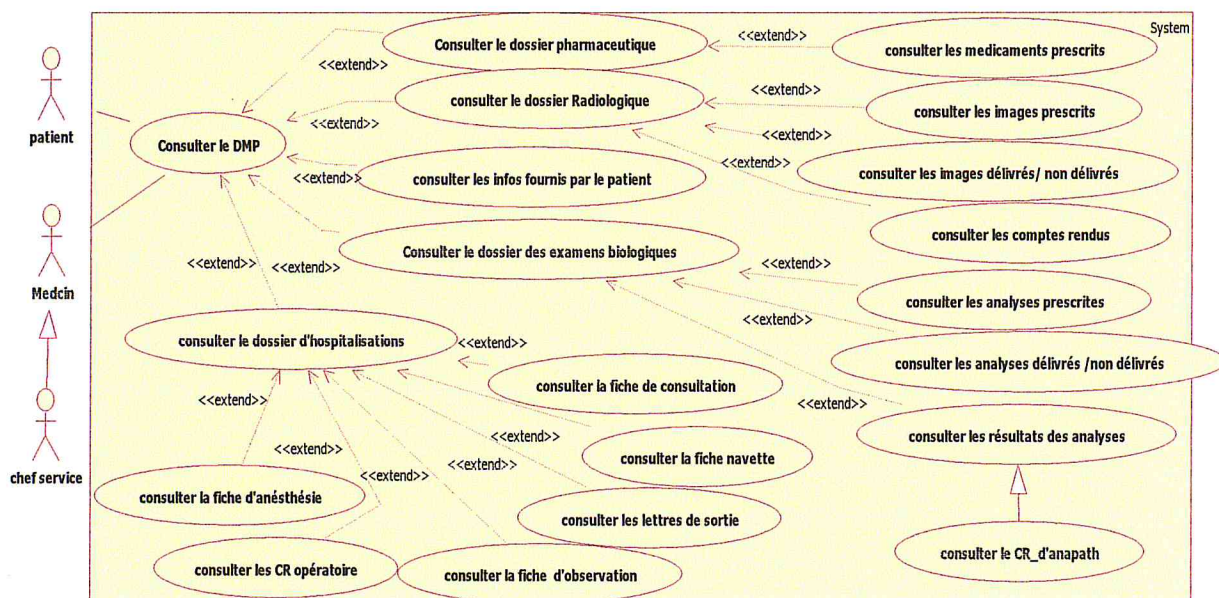 System
<<extend>>
Consulter le dossier pharmaceutique
<<extend>>
consulter les medicaments prescrits
<<extend>>
consulter le dossier Radiologique
<<extend>>
consulter les images prescrits
patient
<<extend>>
Consulter le DMP
<<extend>>
<<extend>>
consulter les images délivrés/ non délivrés
<<extend>>
consulter les infos fournis par le patient
consulter les comptes rendus
Consulter le dossier des examens biologiques
<<extend>>
<<extend>>
<<extend>>
Medcin
consulter les analyses prescrites
<<extend>>
consulter le dossier d'hospitalisations
<<extend>>
consulter les analyses délivrés /non délivrés
consulter la fiche de consultation
<<extend>>
<<extend>>
<<extend>>
<<extend>>
<<extend>>
consulter les résultats des analyses
chef service
consulter la fiche navette
<<extend>>
<<extend>>
consulter la fiche d'anésthésie
consulter les lettres de sortie
consulter le CR_d'anapath
consulter les CR opératoire
consulter la fiche d'observation